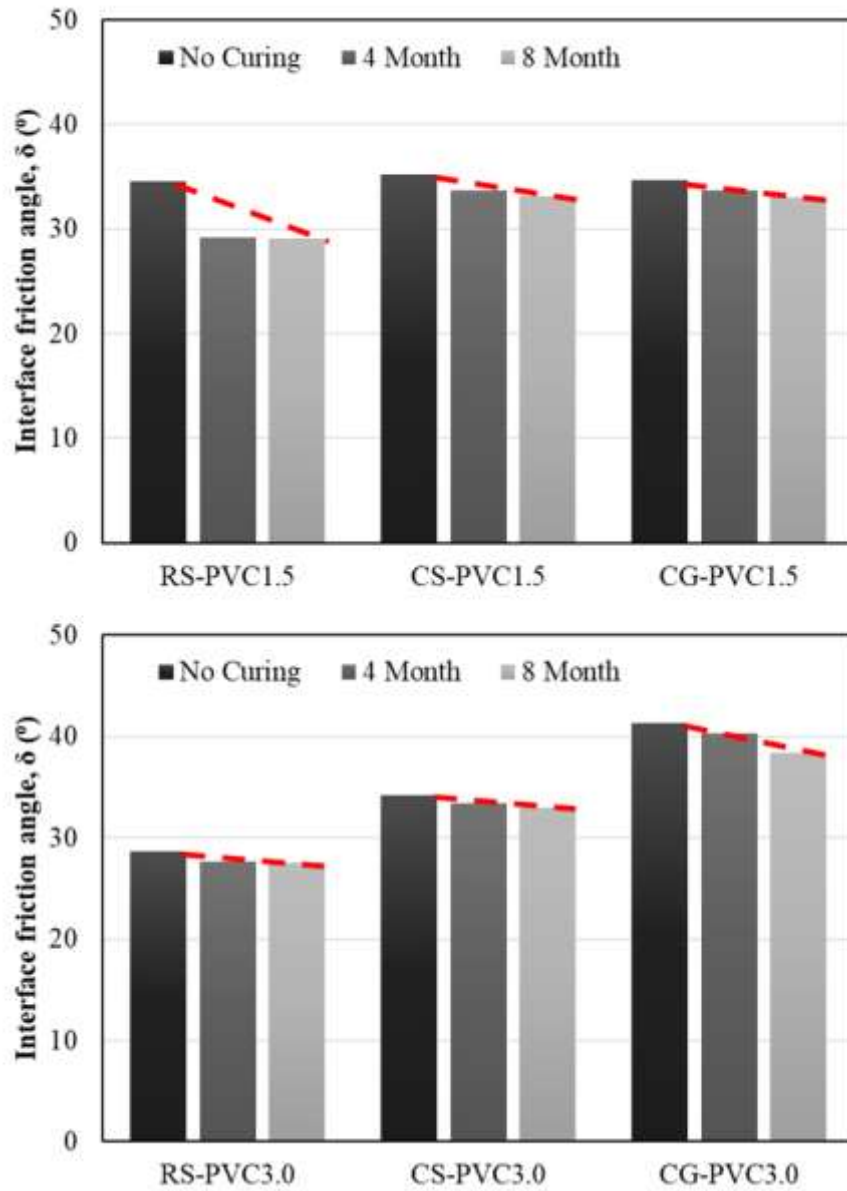 50
No Curing 4 Month 8 Month
40
30
20
10
0
Interface friction angle, δ (º)
RS-PVC1.5 CS-PVC1.5 CG-PVC1.5
50
No Curing 4 Month 8 Month
40
30
20
10
0
Interface friction angle, δ (º)
RS-PVC3.0 CS-PVC3.0 CG-PVC3.0